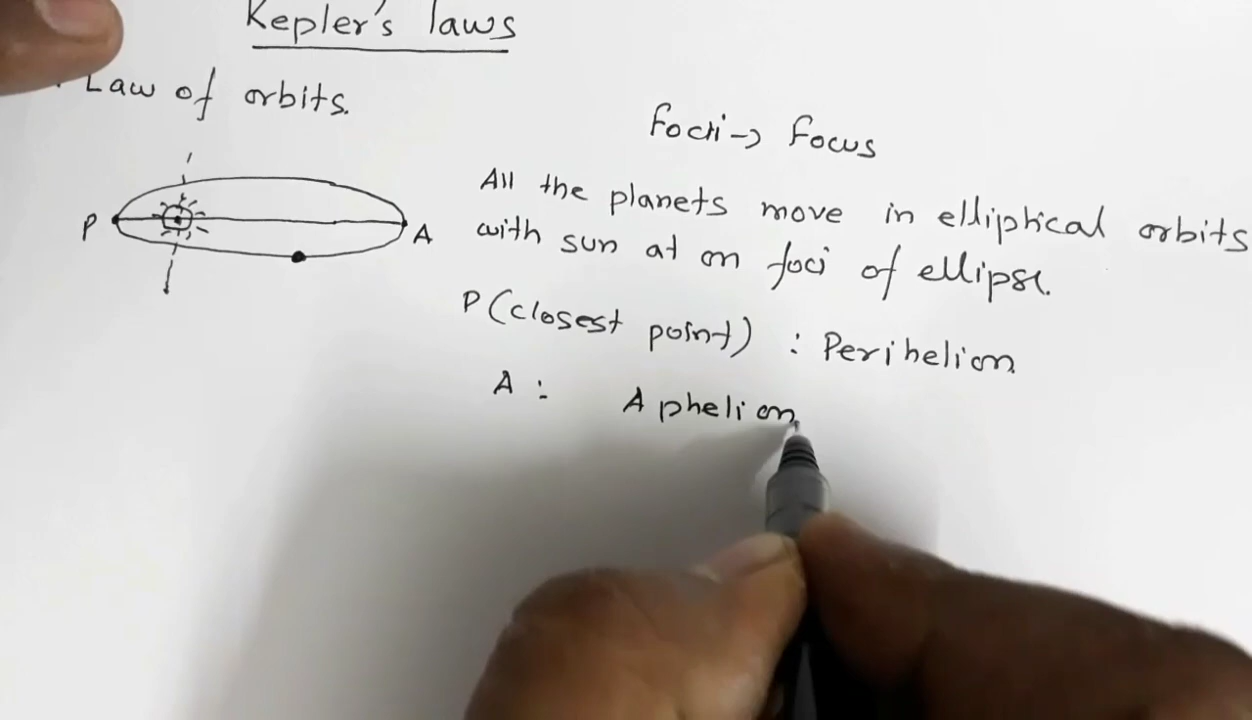 Kepler's laws
Law of orbits.
foci -> focus
P
A
All the planets move in elliptical orbits
with sun at on foci of ellipse.
P (closest point) : Perihelion
A : Aphelion